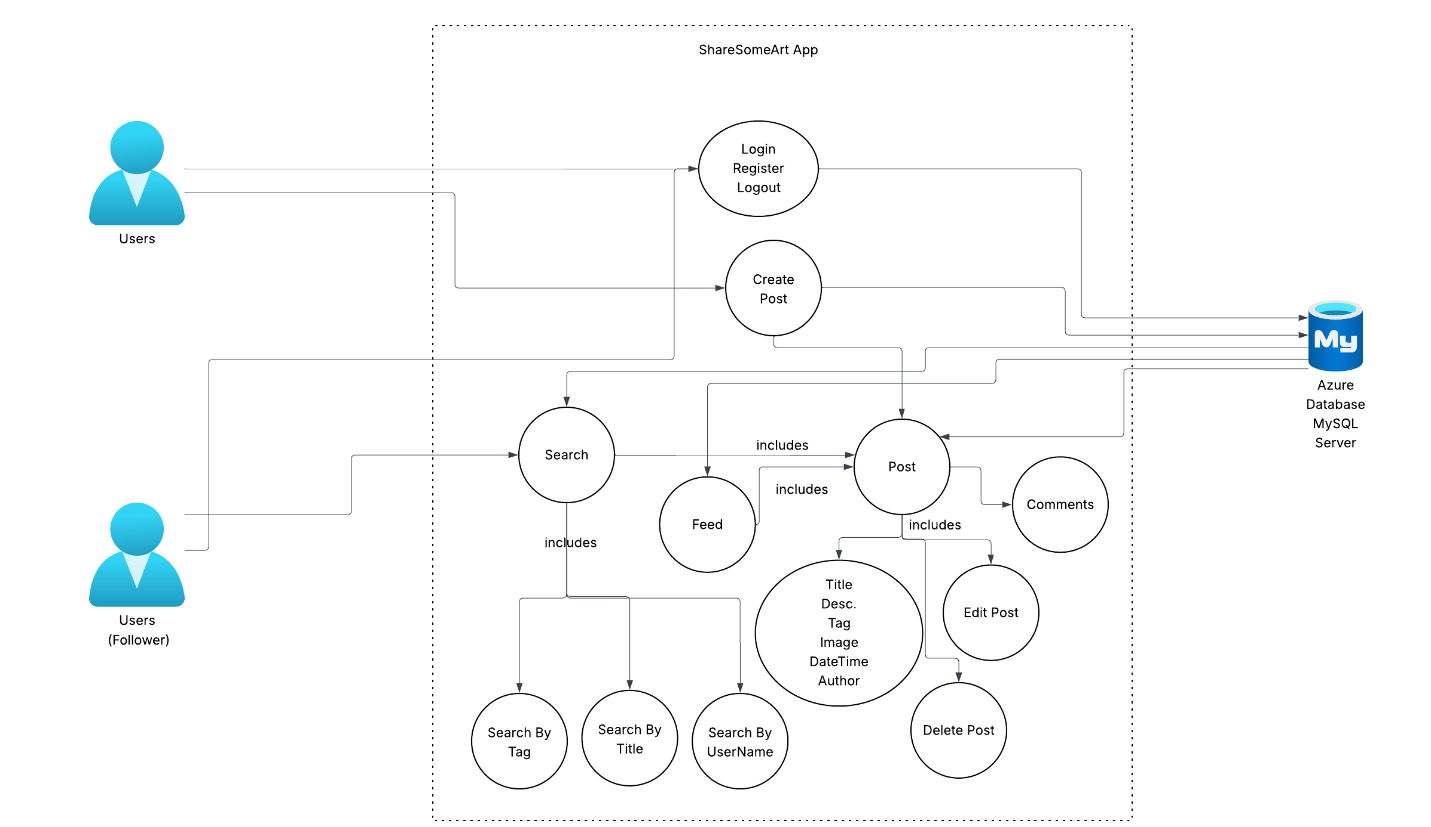 ShareSomeArt App
Login
Register
Logout
Users
Create
Post
My
Azure
Database
MySQL
Server
Search
includes
Post
includes
Feed
Comments
includes
includes
Title
Desc.
Tag
Image
DateTime
Author
Edit Post
Users
(Follower)
Search By
Tag
Search By
Title
Search By
UserName
Delete Post